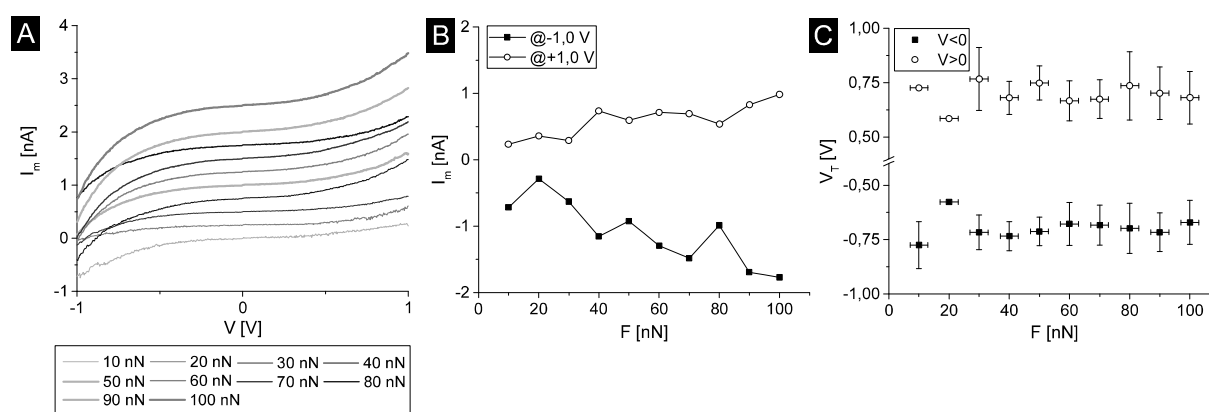 A
I_m [nA]
4
3
2
1
0
-1
-1
0
1
V [V]
10 nN 20 nN 30 nN 40 nN
50 nN 60 nN 70 nN 80 nN
90 nN 100 nN
B
@-1,0 V
@+1,0 V
I_m [nA]
2
1
0
-1
-2
0 20 40 60 80 100
F [nN]
C
V<0
V>0
V_T [V]
1,00
0,75
0,50
-0,50
-0,75
-1,00
0 20 40 60 80 100
F [nN]